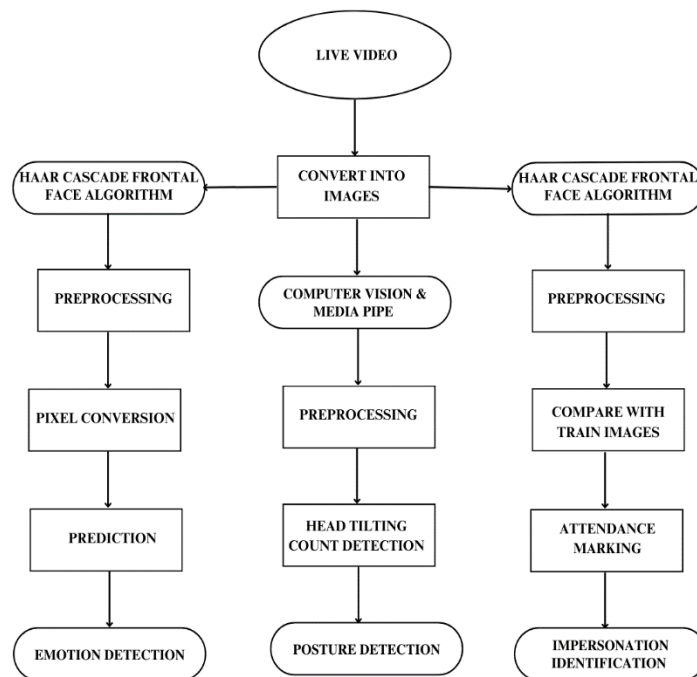 LIVE VIDEO
HAAR CASCADE FRONTAL
FACE ALGORITHM
CONVERT INTO
IMAGES
HAAR CASCADE FRONTAL
FACE ALGORITHM
PREPROCESSING
COMPUTER VISION &
MEDIA PIPE
PREPROCESSING
PIXEL CONVERSION
PREPROCESSING
COMPARE WITH
TRAIN IMAGES
PREDICTION
HEAD TILTING
COUNT DETECTION
ATTENDANCE
MARKING
EMOTION DETECTION
POSTURE DETECTION
IMPERSONATION
IDENTIFICATION